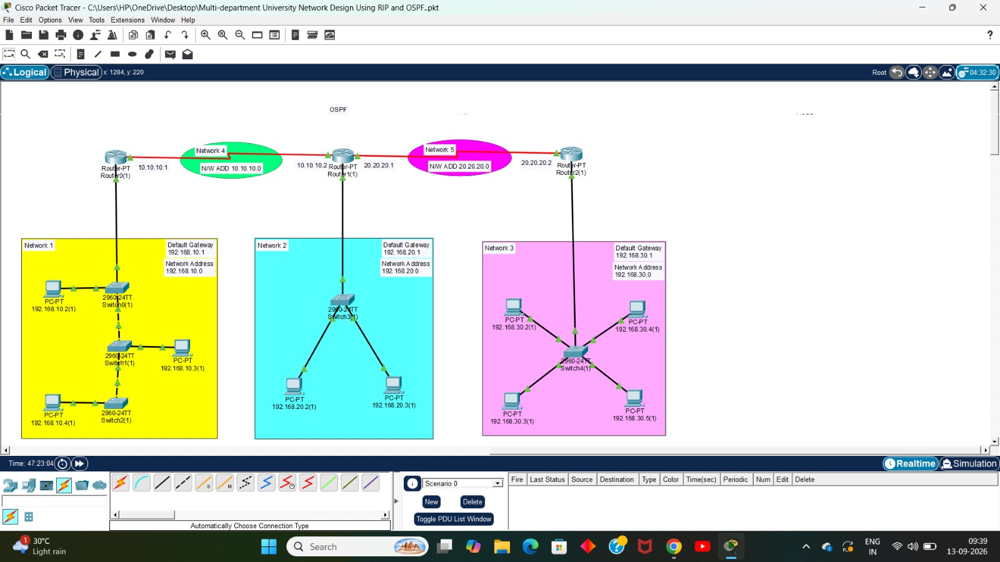 Cisco Packet Tracer - C:\Users\HP\OneDrive\Desktop\Multi-department University Network Design Using RIP and OSPF..pkt
File Edit Options View Tools Extensions Window Help
Logical Physical x: 1284, y: 220 Root 04:32:30
OSPF
Network 4
N/W ADD 10.10.10.0
Network 5
N/W ADD 20.20.20.0
Router-PT
Router0(1)
10.10.10.1
10.10.10.2
Router-PT
Router1(1)
20.20.20.1
20.20.20.2
Router-PT
Router2(1)
Network 1
Default Gateway
192.168.10.1
Network Address
192.168.10.0
PC-PT
192.168.10.2(1)
2960-24TT
Switch0(1)
2960-24TT
Switch1(1)
PC-PT
192.168.10.3(1)
PC-PT
192.168.10.4(1)
2960-24TT
Switch2(1)
Network 2
Default Gateway
192.168.20.1
Network Address
192.168.20.0
2960-24TT
Switch3(1)
PC-PT
192.168.20.2(1)
PC-PT
192.168.20.3(1)
Network 3
Default Gateway
192.168.30.1
Network Address
192.168.30.0
PC-PT
192.168.30.2(1)
PC-PT
192.168.30.4(1)
2960-24TT
Switch4(1)
PC-PT
192.168.30.3(1)
PC-PT
192.168.30.5(1)
Time: 47:23:04 Realtime Simulation
Scenario 0
New Delete
Toggle PDU List Window
Fire Last Status Source Destination Type Color Time(sec) Periodic Num Edit Delete
Automatically Choose Connection Type
1
30°C
Light rain
Search
ENG
IN
09:39
13-09-2026